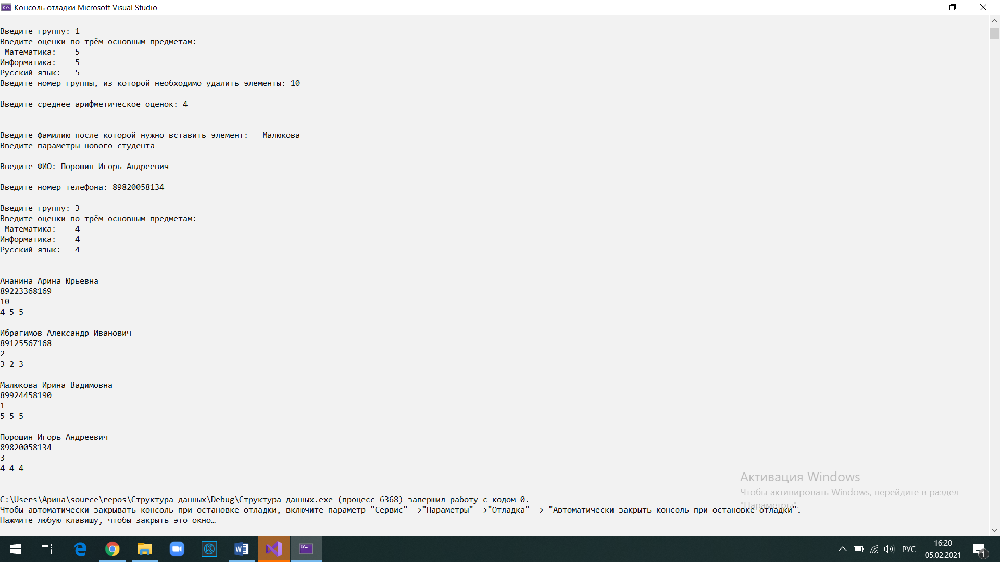 Консоль отладки Microsoft Visual Studio
Введите группу: 1
Введите оценки по трём основным предметам:
Математика:    5
Информатика:    5
Русский язык:   5
Введите номер группы, из которой необходимо удалить элементы: 10
Введите среднее арифметическое оценок: 4
Введите фамилию после которой нужно вставить элемент:   Малюкова
Введите параметры нового студента
Введите ФИО: Порошин Игорь Андреевич
Введите номер телефона: 89820058134
Введите группу: 3
Введите оценки по трём основным предметам:
Математика:    4
Информатика:    4
Русский язык:   4
Ананина Арина Юрьевна
89223368169
10
4 5 5
Ибрагимов Александр Иванович
89125567168
2
3 2 3
Малюкова Ирина Вадимовна
89924458190
1
5 5 5
Порошин Игорь Андреевич
89820058134
3
4 4 4
Активация Windows
Чтобы активировать Windows, перейдите в раздел
"Параметры".
C:\Users\Арина\source\repos\Структура данных\Debug\Структура данных.exe (процесс 6368) завершил работу с кодом 0.
Чтобы автоматически закрывать консоль при остановке отладки, включите параметр "Сервис" ->"Параметры" ->"Отладка" -> "Автоматически закрыть консоль при остановке отладки".
Нажмите любую клавишу, чтобы закрыть это окно…
РУС
16:20
05.02.2021
1